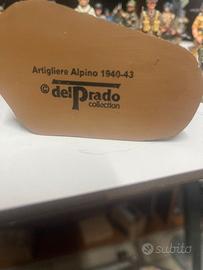 Artigliere Alpino 1940-43
© delPrado
collection
subito